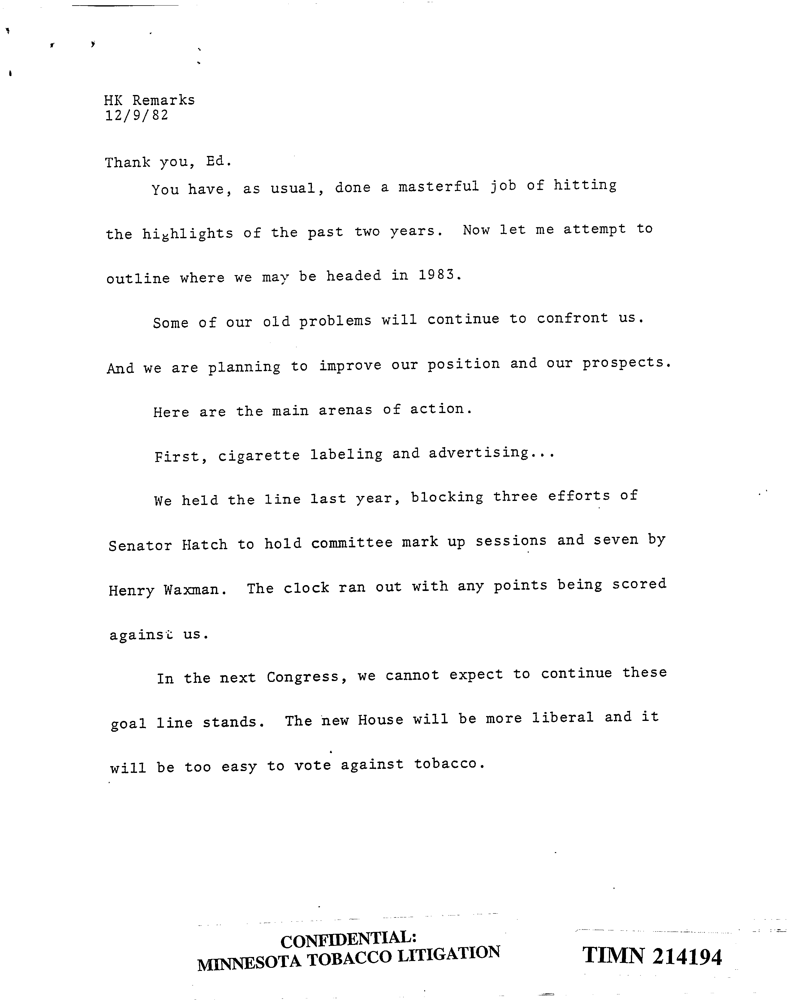 HK Remarks
12/9/82
Thank you, Ed.
You have, as usual, done a masterful job of hitting
the highlights of the past two years. Now let me attempt to
outline where we may be headed in 1983.
Some of our old problems will continue to confront us.
And we are planning to improve our position and our prospects.
Here are the main arenas of action.
First, cigarette labeling and advertising...
We held the line last year, blocking three efforts of
Senator Hatch to hold committee mark up sessions and seven by
Henry Waxman. The clock ran out with any points being scored
against us.
In the next Congress, we cannot expect to continue these
goal line stands. The new House will be more liberal and it
will be too easy to vote against tobacco.
CONFIDENTIAL:
MINNESOTA TOBACCO LITIGATION
TIMN 214194